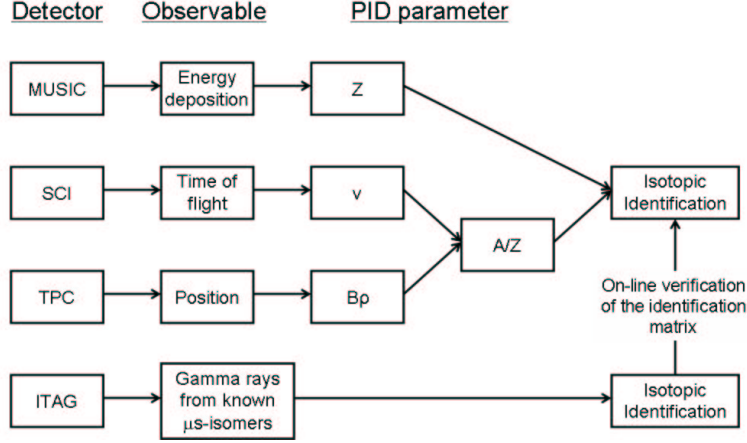 Detector
Observable
PID parameter
MUSIC
Energy
deposition
Z
SCI
Time of
flight
v
Isotopic
Identification
A/Z
TPC
Position
Bρ
On-line verification
of the identification
matrix
ITAG
Gamma rays
from known
μs-isomers
Isotopic
Identification